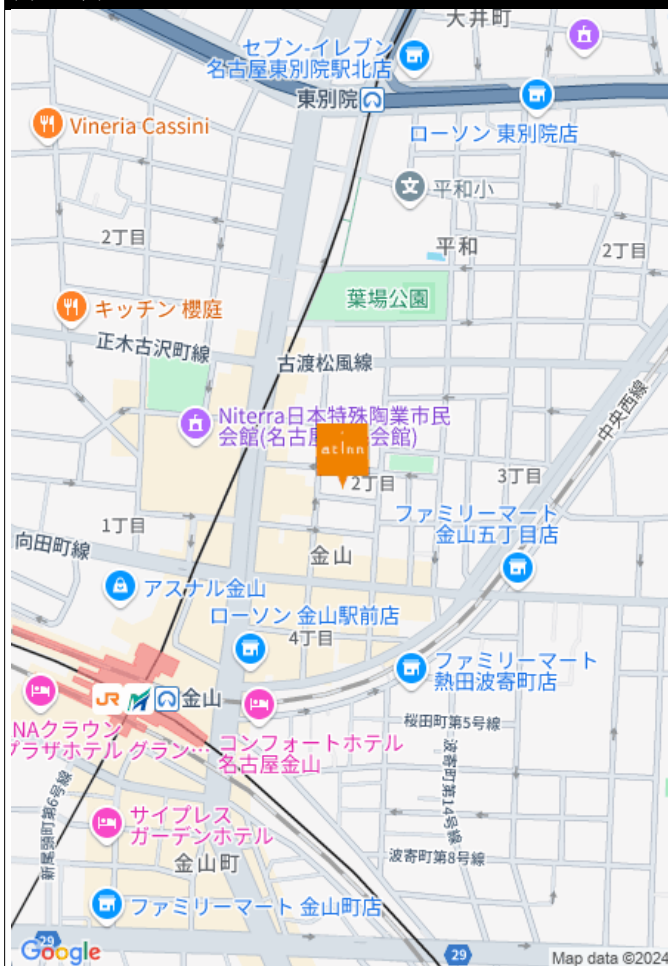 大井町
セブン-イレブン
名古屋東別院駅北店
東別院
ローソン 東別院店
Vineria Cassini
平和小
2丁目
平和
2丁目
葉場公園
キッチン 櫻庭
正木古沢町線
古渡松風線
中央西線
Niterra日本特殊陶業市民
会館(名古屋
会館)
at inn
2丁目
3丁目
ファミリーマート
金山五丁目店
1丁目
向田町線
金山
アスナル金山
ローソン 金山駅前店
4丁目
ファミリーマート
熱田波寄町店
JR
金山
NAクラウン
プラザホテル グラン…
コンフォートホテル
名古屋金山
桜田町第5号線
波寄町第14号線
新尾頭町第6号線
サイプレス
ガーデンホテル
金山町
波寄町第8号線
ファミリーマート 金山町店
29
29
Google
Map data ©2024